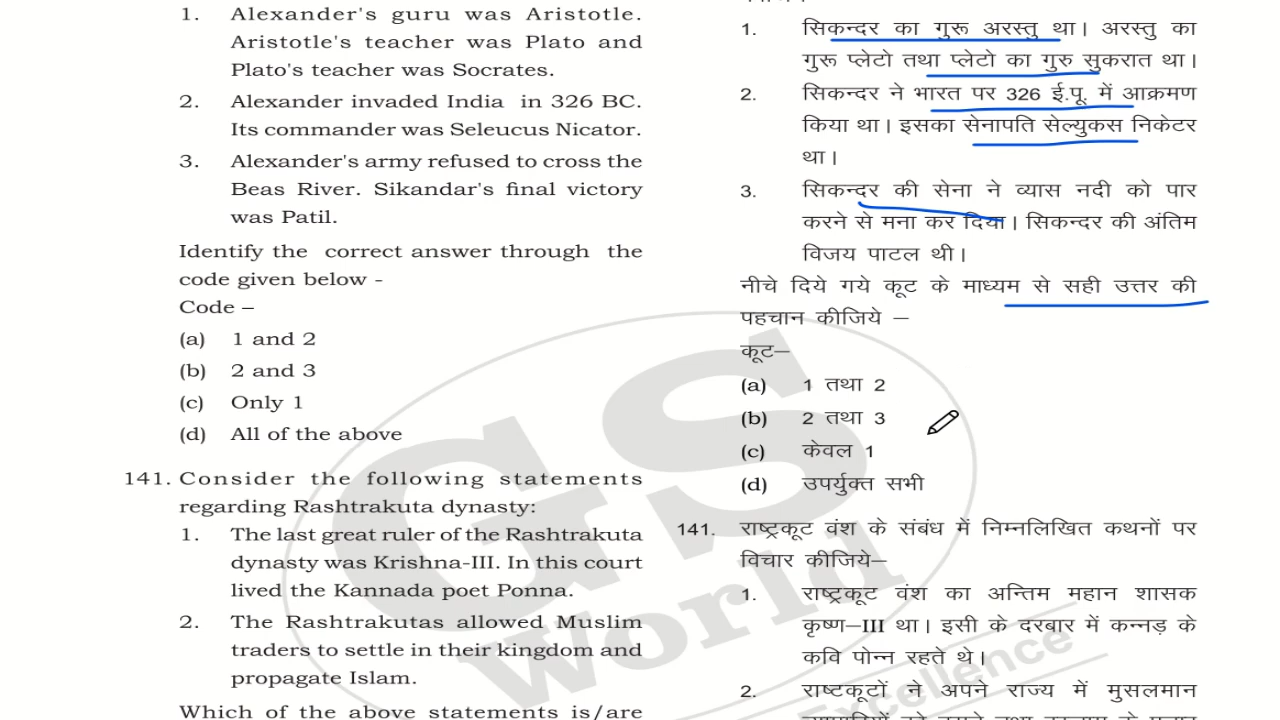 1. Alexander's guru was Aristotle.
Aristotle's teacher was Plato and
Plato's teacher was Socrates.
2. Alexander invaded India in 326 BC.
Its commander was Seleucus Nicator.
3. Alexander's army refused to cross the
Beas River. Sikandar's final victory
was Patil.
Identify the correct answer through the
code given below -
Code –
(a) 1 and 2
(b) 2 and 3
(c) Only 1
(d) All of the above
141. Consider the following statements
regarding Rashtrakuta dynasty:
1. The last great ruler of the Rashtrakuta
dynasty was Krishna-III. In this court
lived the Kannada poet Ponna.
2. The Rashtrakutas allowed Muslim
traders to settle in their kingdom and
propagate Islam.
Which of the above statements is/are
1. सिकन्दर का गुरू अरस्तु था। अरस्तु का
गुरू प्लेटो तथा प्लेटो का गुरु सुकरात था।
2. सिकन्दर ने भारत पर 326 ई.पू. में आक्रमण
किया था। इसका सेनापति सेल्युकस निकेटर
था।
3. सिकन्दर की सेना ने व्यास नदी को पार
करने से मना कर दिया। सिकन्दर की अंतिम
विजय पाटल थी।
नीचे दिये गये कूट के माध्यम से सही उत्तर की
पहचान कीजिये –
कूट–
(a) 1 तथा 2
(b) 2 तथा 3
(c) केवल 1
(d) उपर्युक्त सभी
141. राष्ट्रकूट वंश के संबंध में निम्नलिखित कथनों पर
विचार कीजिये–
1. राष्ट्रकूट वंश का अन्तिम महान शासक
कृष्ण–III था। इसी के दरबार में कन्नड़ के
कवि पोन्न रहते थे।
2. राष्टकूटों ने अपने राज्य में मुसलमान
GS
World
Excellence